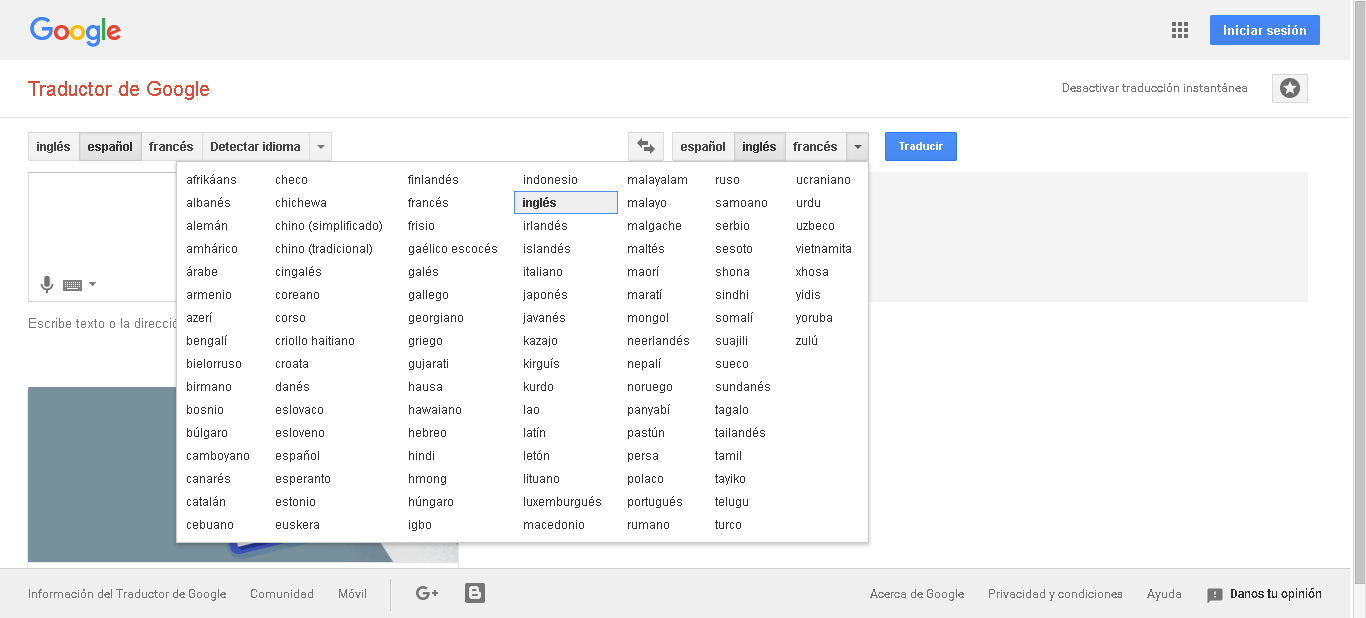 Google
Iniciar sesión
Traductor de Google
Desactivar traducción instantánea
inglés español francés Detectar idioma
español inglés francés
Traducir
afrikáans checo finlandés indonesio malayalam ruso ucraniano
albanés chichewa francés inglés malayo samoano urdu
alemán chino (simplificado) frisio irlandés malgache serbio uzbeco
amhárico chino (tradicional) gaélico escocés islandés maltés sesoto vietnamita
árabe cingalés galés italiano maorí shona xhosa
armenio coreano gallego japonés maratí sindhi yidis
azerí corso georgiano javanés mongol somalí yoruba
bengalí criollo haitiano griego kazajo neerlandés suajili zulú
bielorruso croata gujarati kirguís nepalí sueco
birmano danés hausa kurdo noruego sundanés
bosnio eslovaco hawaiano lao panyabí tagalo
búlgaro esloveno hebreo latín pastún tailandés
camboyano español hindi letón persa tamil
canarés esperanto hmong lituano polaco tayiko
catalán estonio húngaro luxemburgués portugués telugu
cebuano euskera igbo macedonio rumano turco
Escribe texto o la direcció
Información del Traductor de Google Comunidad Móvil G+ B
Acerca de Google Privacidad y condiciones Ayuda Danos tu opinión